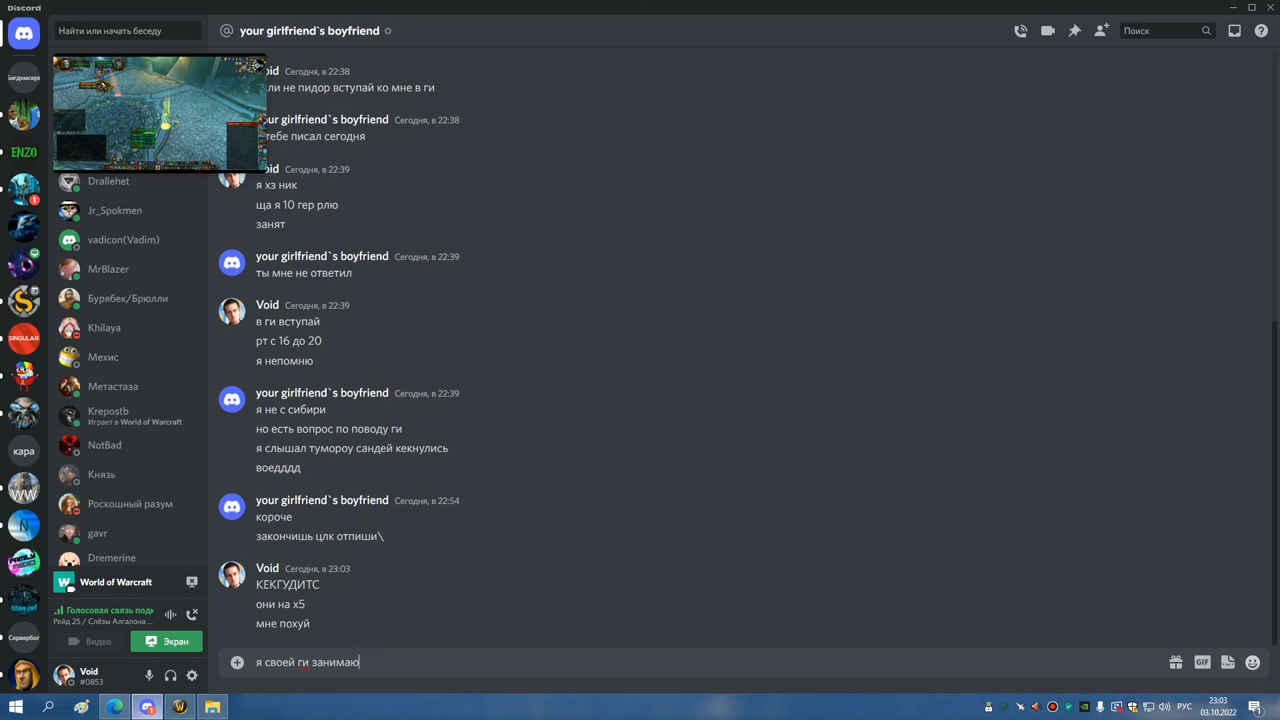 Discord
Найти или начать беседу
your girlfriend`s boyfriend
Поиск
Сегодня, в 22:38
ли не пидор вступай ко мне в ги
your girlfriend`s boyfriend Сегодня, в 22:38
тебе писал сегодня
Void Сегодня, в 22:39
я хз ник
ща я 10 гер рлю
занят
your girlfriend`s boyfriend Сегодня, в 22:39
ты мне не ответил
Void Сегодня, в 22:39
в ги вступай
рт с 16 до 20
я непомню
your girlfriend`s boyfriend Сегодня, в 22:39
я не с сибири
но есть вопрос по поводу ги
я слышал тумороу сандей кекнулись
воедддд
your girlfriend`s boyfriend Сегодня, в 22:54
короче
закончишь цлк отпиши\
Void Сегодня, в 23:03
КЕКГУДИТС
они на х5
мне похуй
я своей ги занимаю
GIF
Drallehet
Jr_Spokmen
vadicon(Vadim)
MrBlazer
Бурябек/Брюлли
Khilaya
Мехис
Метастаза
Krepostb
Играет в World of Warcraft
NotBad
Князь
Роскошный разум
gavr
Dremerine
World of Warcraft
Голосовая связь подк
Рейд 25 / Слёзы Алгалона ...
Видео
Экран
Void
#0853
Бигдэмсерв
ENZO
1
SINGULAR
кара
WW
N
Сервербог
РУС
23:03
03.10.2022
1